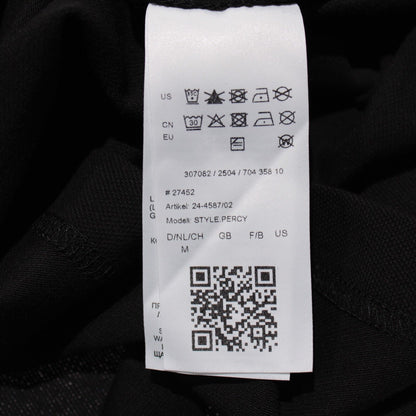 US
CN
30
EU
307082 / 2504 / 704 358 10
# 27452
Artikel: 24-4587/02
Modell: STYLE.PERCY
D/NL/CH GB F/B US
M